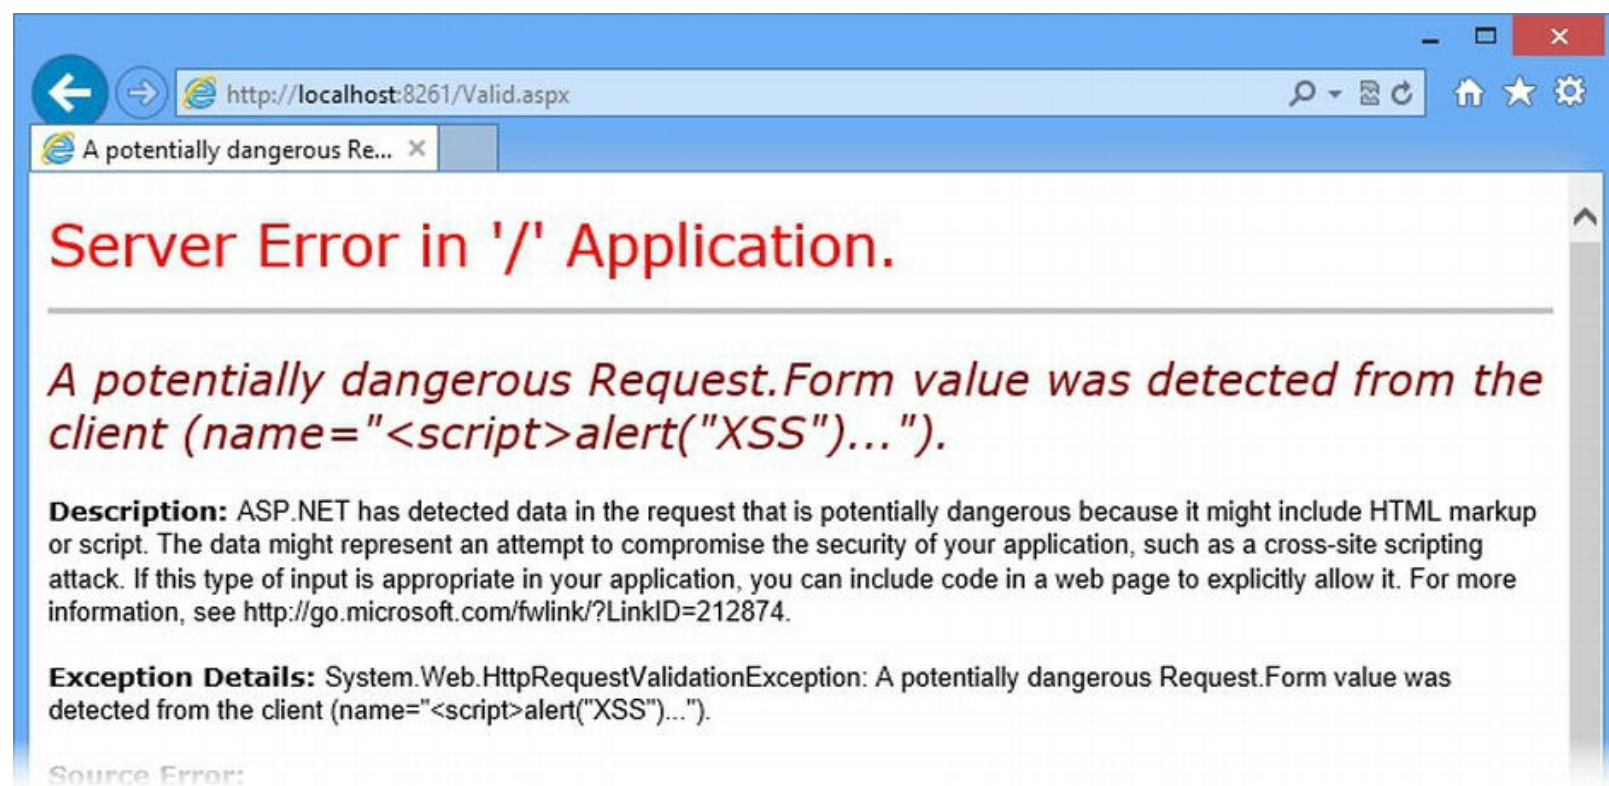 http://localhost:8261/Valid.aspx
A potentially dangerous Re...
Server Error in '/' Application.
A potentially dangerous Request.Form value was detected from the
client (name="<script>alert("XSS")...").
Description: ASP.NET has detected data in the request that is potentially dangerous because it might include HTML markup
or script. The data might represent an attempt to compromise the security of your application, such as a cross-site scripting
attack. If this type of input is appropriate in your application, you can include code in a web page to explicitly allow it. For more
information, see http://go.microsoft.com/fwlink/?LinkID=212874.
Exception Details: System.Web.HttpRequestValidationException: A potentially dangerous Request.Form value was
detected from the client (name="<script>alert("XSS")...").
Source Error: